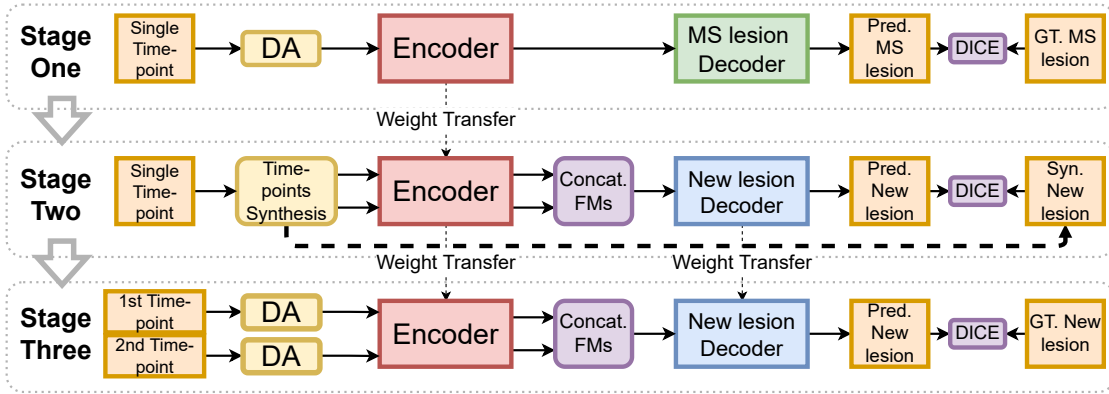 Stage
One
Single
Time-
point
DA
Encoder
MS lesion
Decoder
Pred.
MS
lesion
DICE
GT. MS
lesion
Weight Transfer
Stage
Two
Single
Time-
point
Time-
points
Synthesis
Encoder
Concat.
FMs
New lesion
Decoder
Pred.
New
lesion
DICE
Syn.
New
lesion
Weight Transfer
Weight Transfer
Stage
Three
1st Time-
point
2nd Time-
point
DA
DA
Encoder
Concat.
FMs
New lesion
Decoder
Pred.
New
lesion
DICE
GT. New
lesion